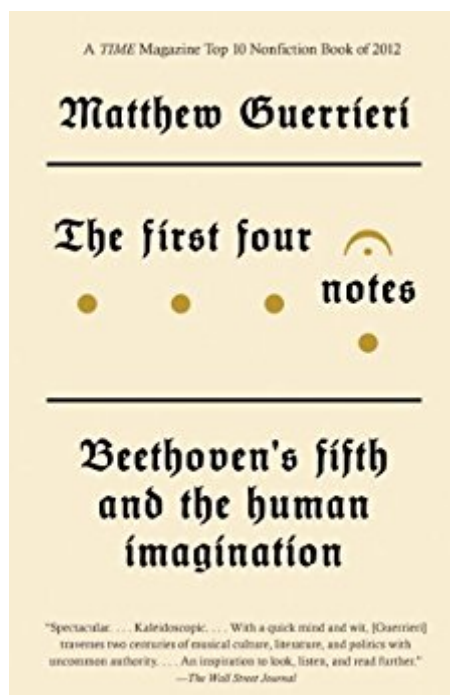 A TIME Magazine Top 10 Nonfiction Book of 2012
Matthew Guerrieri
The first four
notes
Beethoven's fifth
and the human
imagination
"Spectacular. . . . Kaleidoscopic. . . . With a quick mind and wit, [Guerrieri]
traverses two centuries of musical culture, literature, and politics with
uncommon authority. . . . An inspiration to look, listen, and read further."
—The Wall Street Journal